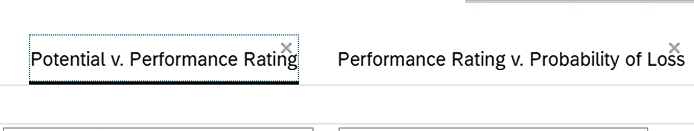 Potential v. Performance Rating
Performance Rating v. Probability of Loss